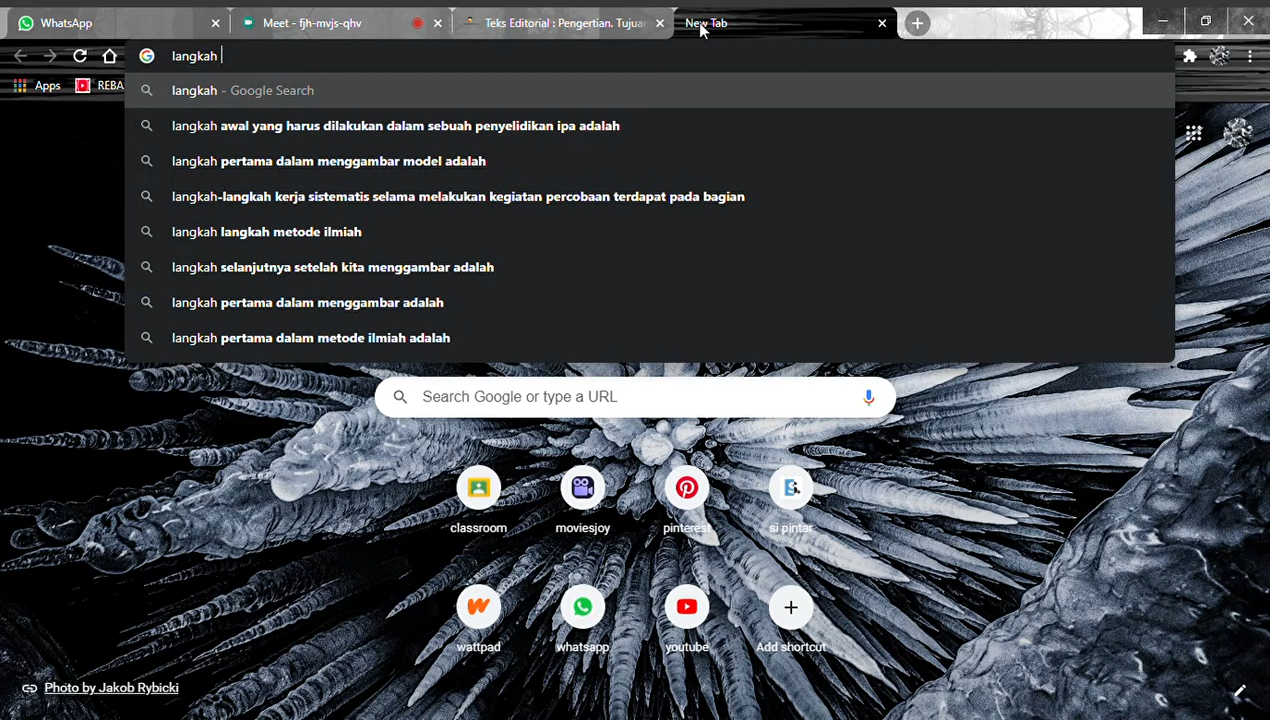 WhatsApp
Meet - fjh-mvjs-qhv
Teks Editorial : Pengertian. Tujuan
New Tab
langkah
Apps
REBA
langkah - Google Search
langkah awal yang harus dilakukan dalam sebuah penyelidikan ipa adalah
langkah pertama dalam menggambar model adalah
langkah-langkah kerja sistematis selama melakukan kegiatan percobaan terdapat pada bagian
langkah langkah metode ilmiah
langkah selanjutnya setelah kita menggambar adalah
langkah pertama dalam menggambar adalah
langkah pertama dalam metode ilmiah adalah
Search Google or type a URL
classroom
moviesjoy
pinterest
si pintar
wattpad
whatsapp
youtube
Add shortcut
Photo by Jakob Rybicki